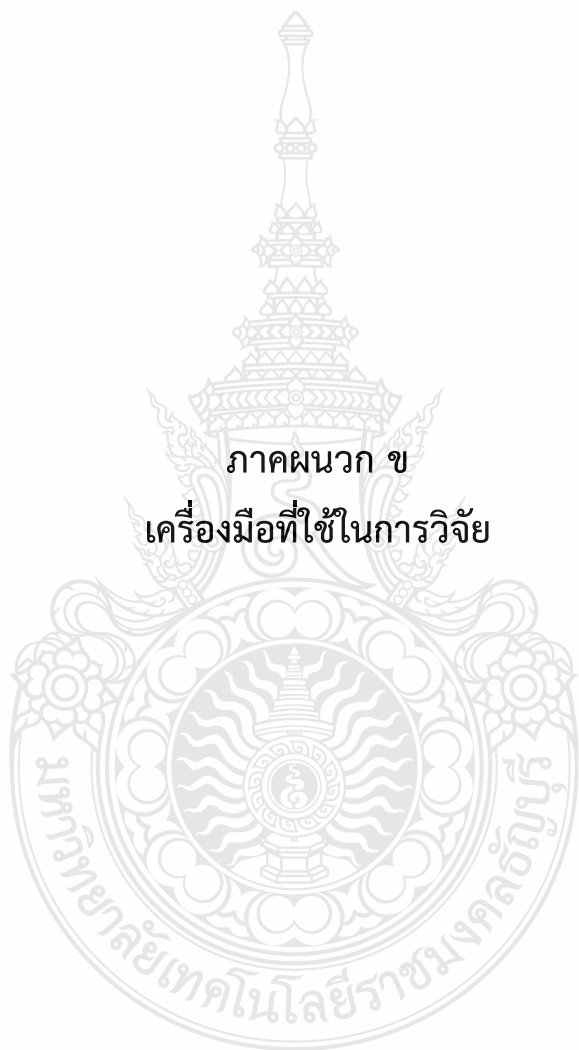 ภาคผนวก ข
เครื่องมือที่ใช้ในการวิจัย
มหาวิทยาลัยเทคโนโลยีราชมงคลธัญบุรี